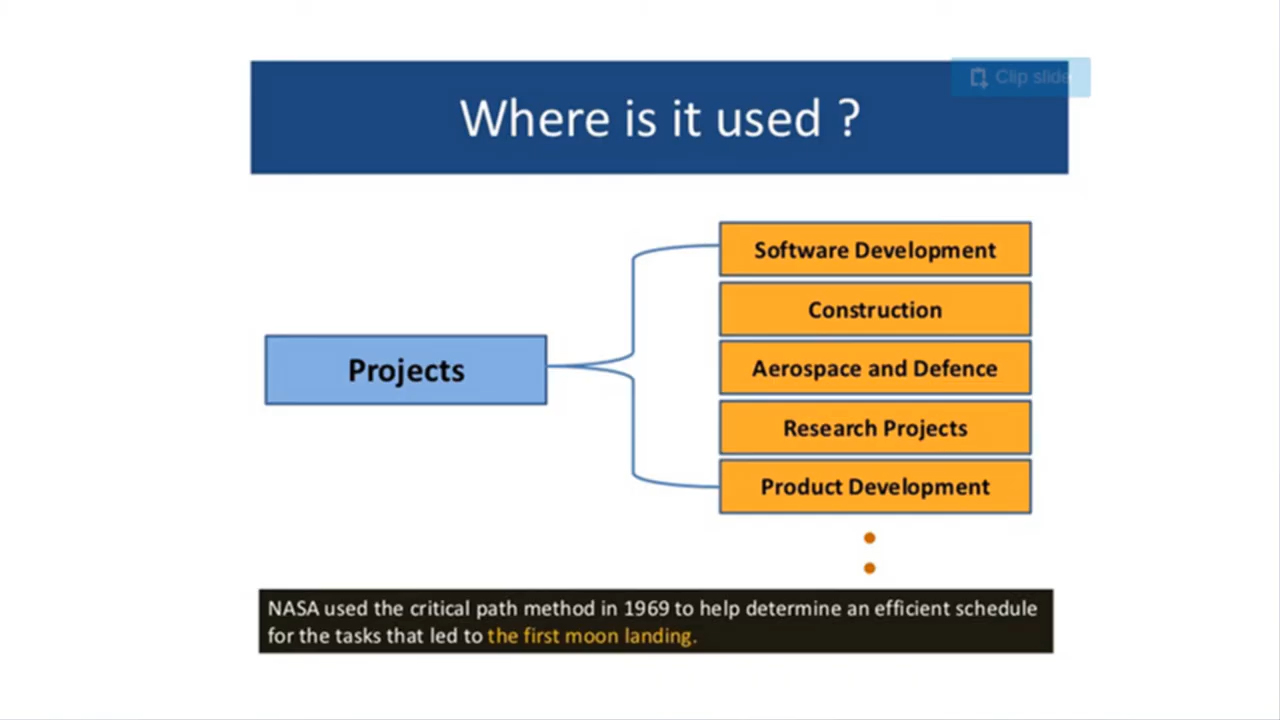 Clip slide
Where is it used ?
Projects
Software Development
Construction
Aerospace and Defence
Research Projects
Product Development
NASA used the critical path method in 1969 to help determine an efficient schedule
for the tasks that led to the first moon landing.